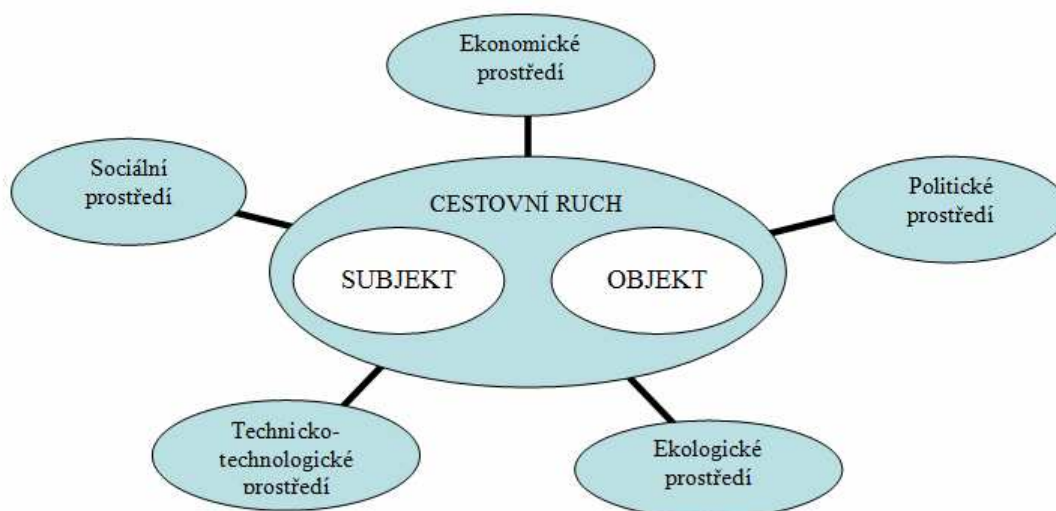 Ekonomické
prostředí
Sociální
prostředí
Politické
prostředí
CESTOVNÍ RUCH
SUBJEKT
OBJEKT
Technicko-
technologické
prostředí
Ekologické
prostředí